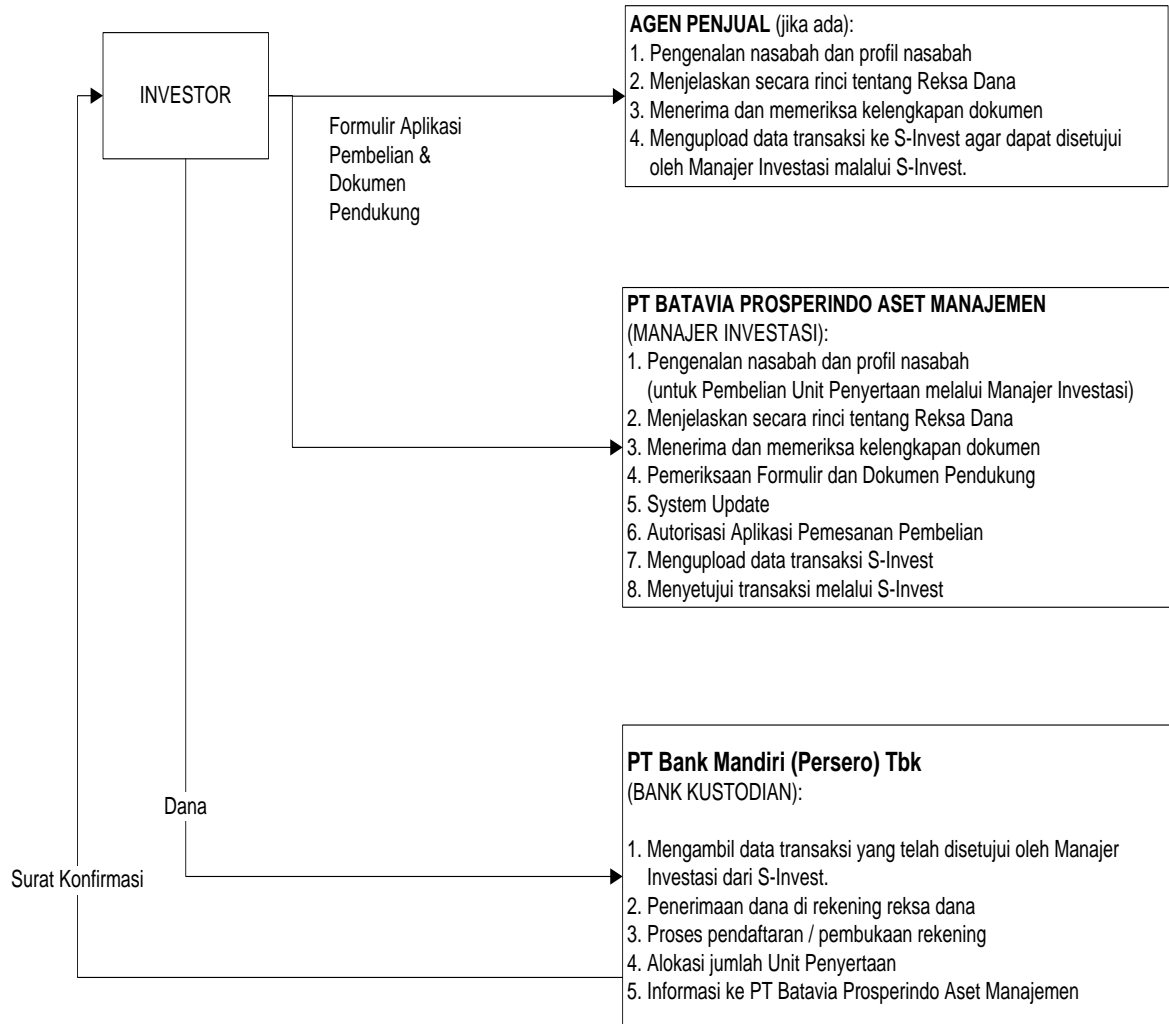 AGEN PENJUAL (jika ada):
1. Pengenalan nasabah dan profil nasabah
2. Menjelaskan secara rinci tentang Reksa Dana
3. Menerima dan memeriksa kelengkapan dokumen
4. Mengupload data transaksi ke S-Invest agar dapat disetujui
oleh Manajer Investasi malalui S-Invest.
INVESTOR
Formulir Aplikasi
Pembelian &
Dokumen
Pendukung
PT BATAVIA PROSPERINDO ASET MANAJEMEN
(MANAJER INVESTASI):
1. Pengenalan nasabah dan profil nasabah
(untuk Pembelian Unit Penyertaan melalui Manajer Investasi)
2. Menjelaskan secara rinci tentang Reksa Dana
3. Menerima dan memeriksa kelengkapan dokumen
4. Pemeriksaan Formulir dan Dokumen Pendukung
5. System Update
6. Autorisasi Aplikasi Pemesanan Pembelian
7. Mengupload data transaksi S-Invest
8. Menyetujui transaksi melalui S-Invest
PT Bank Mandiri (Persero) Tbk
(BANK KUSTODIAN):
1. Mengambil data transaksi yang telah disetujui oleh Manajer
Investasi dari S-Invest.
2. Penerimaan dana di rekening reksa dana
3. Proses pendaftaran / pembukaan rekening
4. Alokasi jumlah Unit Penyertaan
5. Informasi ke PT Batavia Prosperindo Aset Manajemen
Dana
Surat Konfirmasi